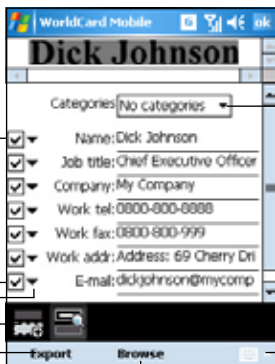 WorldCard Mobile ok
Dick Johnson
Categories No categories
Name: Dick Johnson
Job title: Chief Executive Officer
Company: My Company
Work tel: 0800-800-8888
Work fax: 0800-800-999
Work addr: Address: 69 Cherry Dri
E-mail: dickjohnson@mycomp
Export Browse